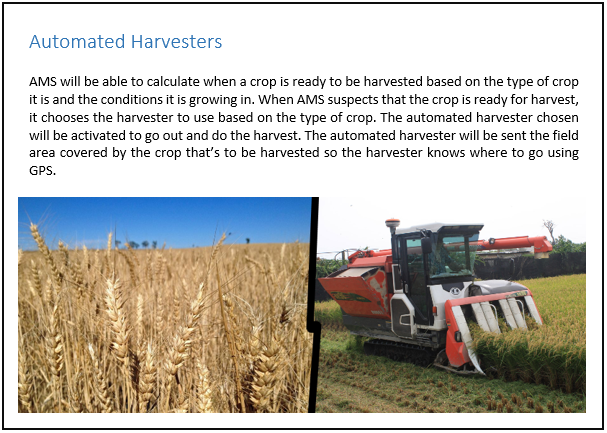 Automated Harvesters
AMS will be able to calculate when a crop is ready to be harvested based on the type of crop
it is and the conditions it is growing in. When AMS suspects that the crop is ready for harvest,
it chooses the harvester to use based on the type of crop. The automated harvester chosen
will be activated to go out and do the harvest. The automated harvester will be sent the field
area covered by the crop that’s to be harvested so the harvester knows where to go using
GPS.